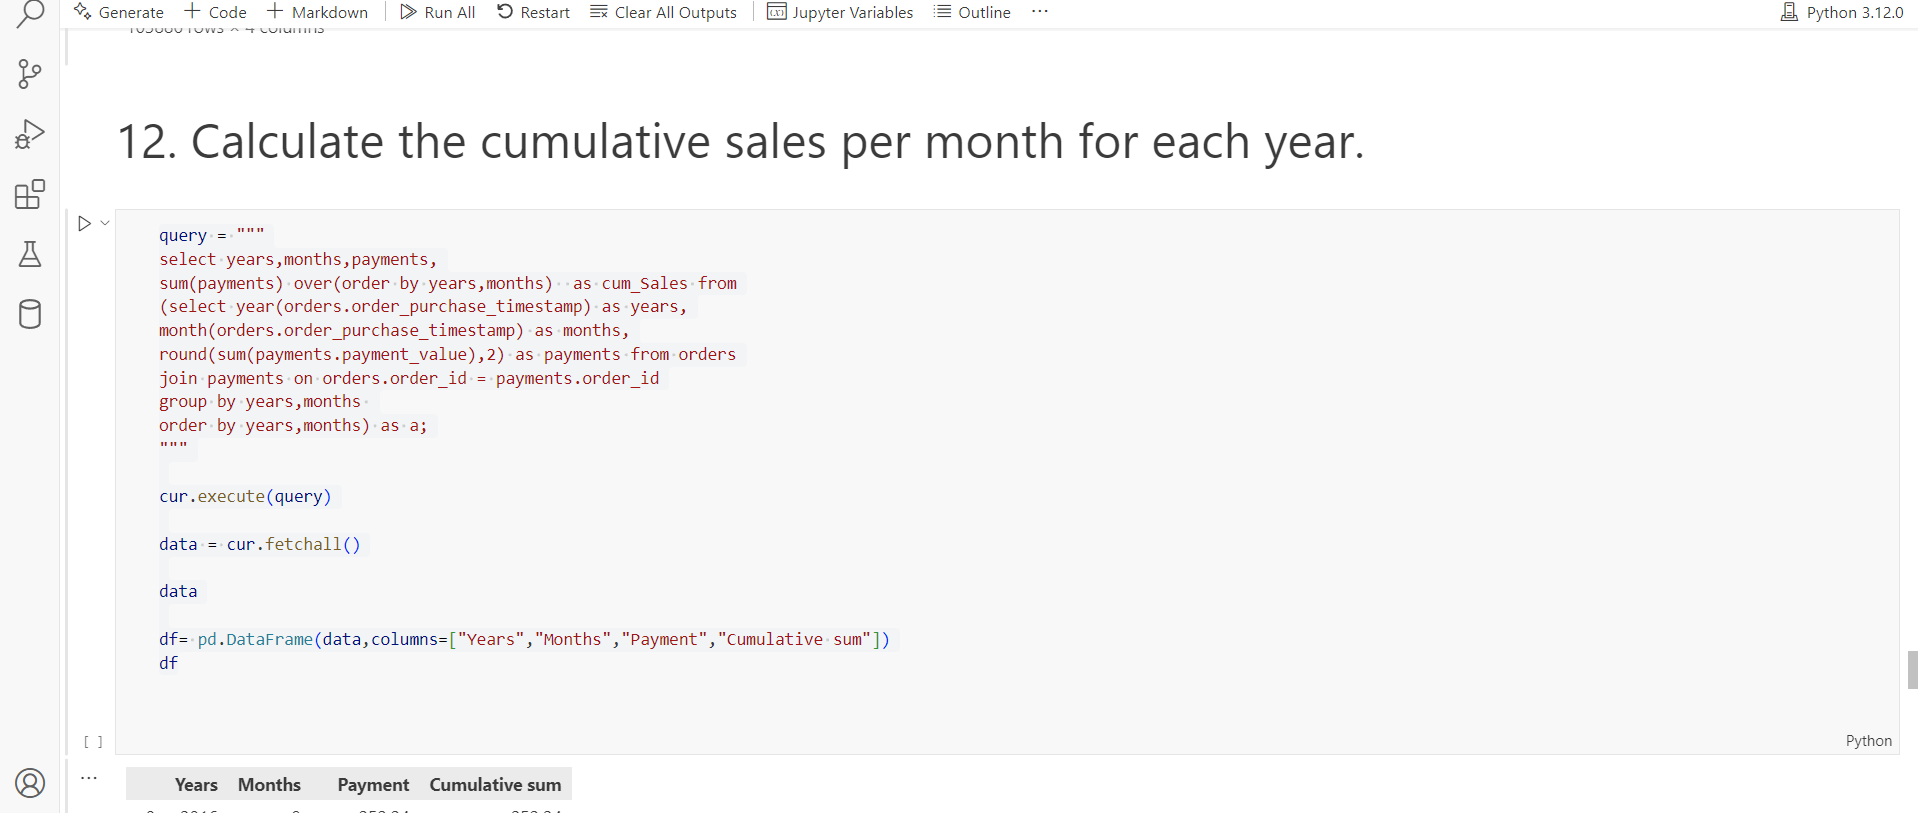 Generate + Code + Markdown Run All Restart Clear All Outputs Jupyter Variables Outline ... Python 3.12.0
12. Calculate the cumulative sales per month for each year.
query = """
select years,months,payments,
sum(payments) over(order by years,months)  as cum_Sales from
(select year(orders.order_purchase_timestamp) as years,
month(orders.order_purchase_timestamp) as months,
round(sum(payments.payment_value),2) as payments from orders
join payments on orders.order_id = payments.order_id
group by years,months
order by years,months) as a;
"""
cur.execute(query)
data = cur.fetchall()
data
df= pd.DataFrame(data,columns=["Years","Months","Payment","Cumulative sum"])
df
[ ]
Python
...
Years Months Payment Cumulative sum